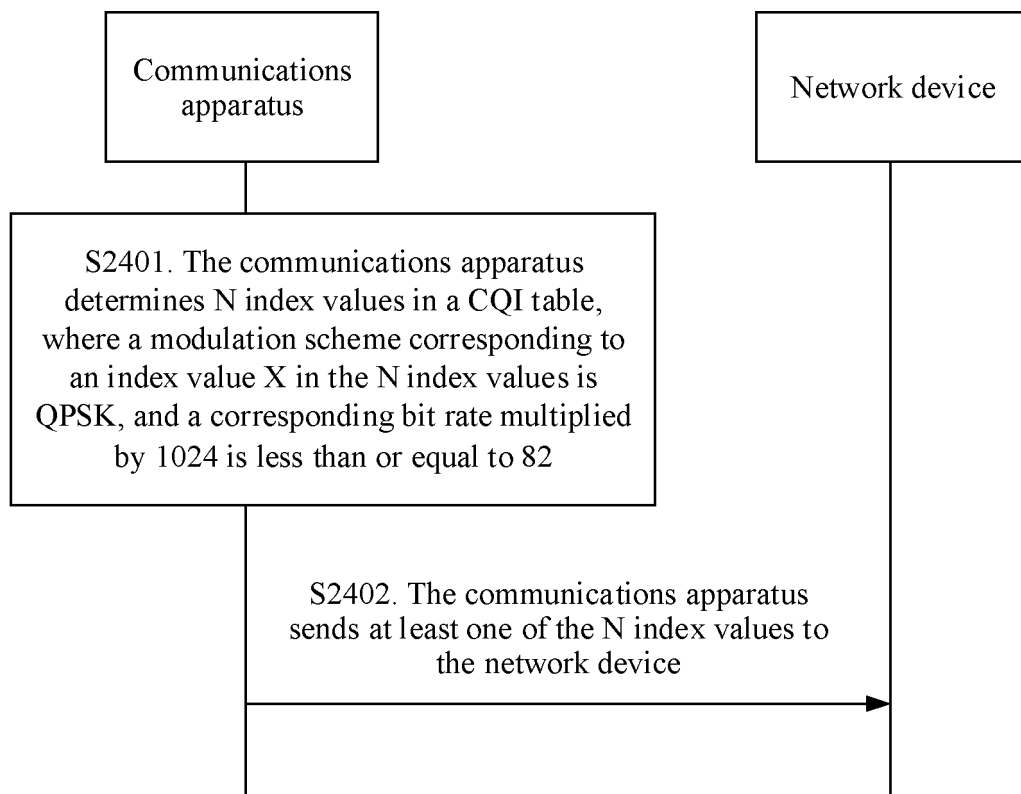 Communications
apparatus
Network device
S2401. The communications apparatus
determines N index values in a CQI table,
where a modulation scheme corresponding to
an index value X in the N index values is
QPSK, and a corresponding bit rate multiplied
by 1024 is less than or equal to 82
S2402. The communications apparatus
sends at least one of the N index values to
the network device